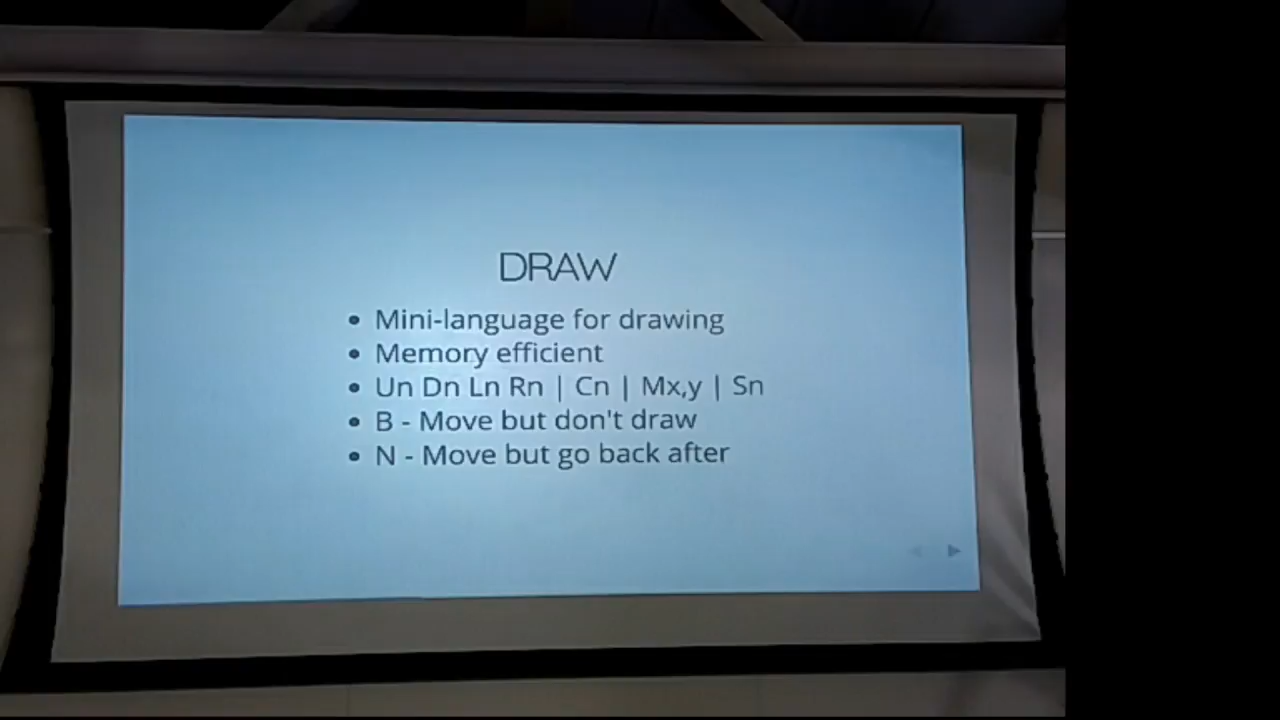 DRAW
• Mini-language for drawing
• Memory efficient
• Un Dn Ln Rn | Cn | Mx,y | Sn
• B - Move but don't draw
• N - Move but go back after